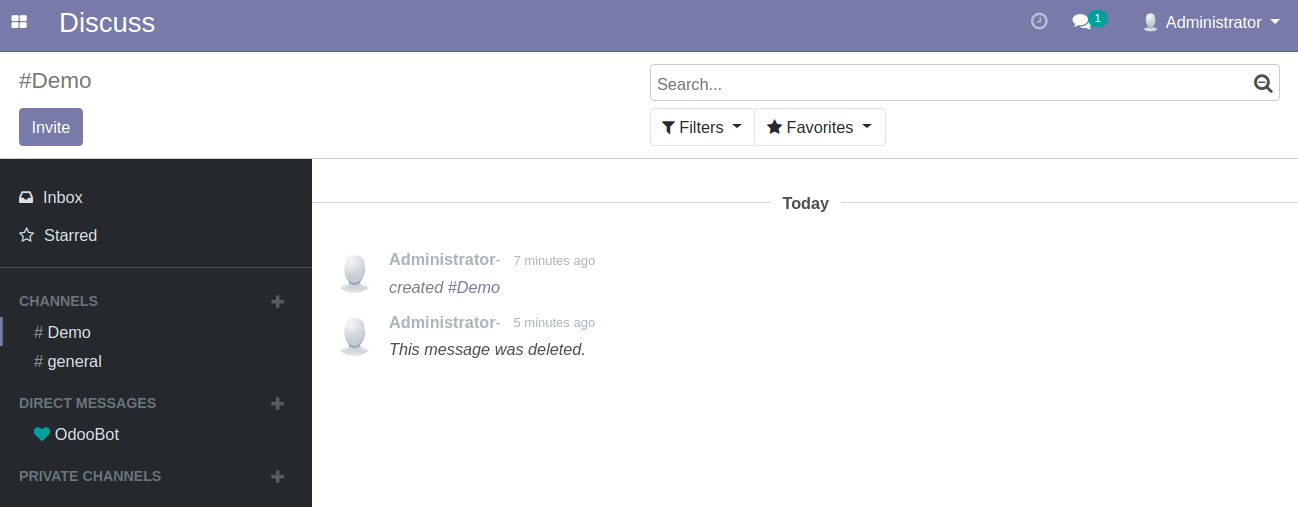 Discuss
1
Administrator
#Demo
Search...
Invite
Filters
Favorites
Inbox
Starred
CHANNELS
# Demo
# general
DIRECT MESSAGES
OdooBot
PRIVATE CHANNELS
Today
Administrator- 7 minutes ago
created #Demo
Administrator- 5 minutes ago
This message was deleted.